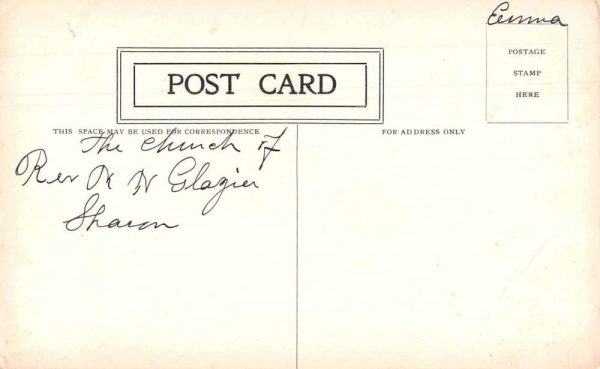 Emma
POSTAGE
STAMP
HERE
POST CARD
THIS SPACE MAY BE USED FOR CORRESPONDENCE
FOR ADDRESS ONLY
The Church of
Rev N W Glazier
Sharon